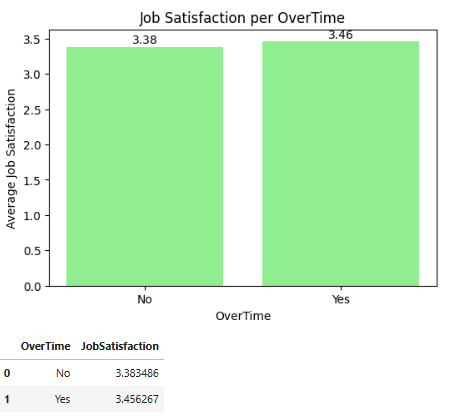 Job Satisfaction per OverTime
3.38 3.46
3.5
3.0
2.5
2.0
1.5
1.0
0.5
0.0
Average Job Satisfaction
No Yes
OverTime
OverTime JobSatisfaction
0 No 3.383486
1 Yes 3.456267